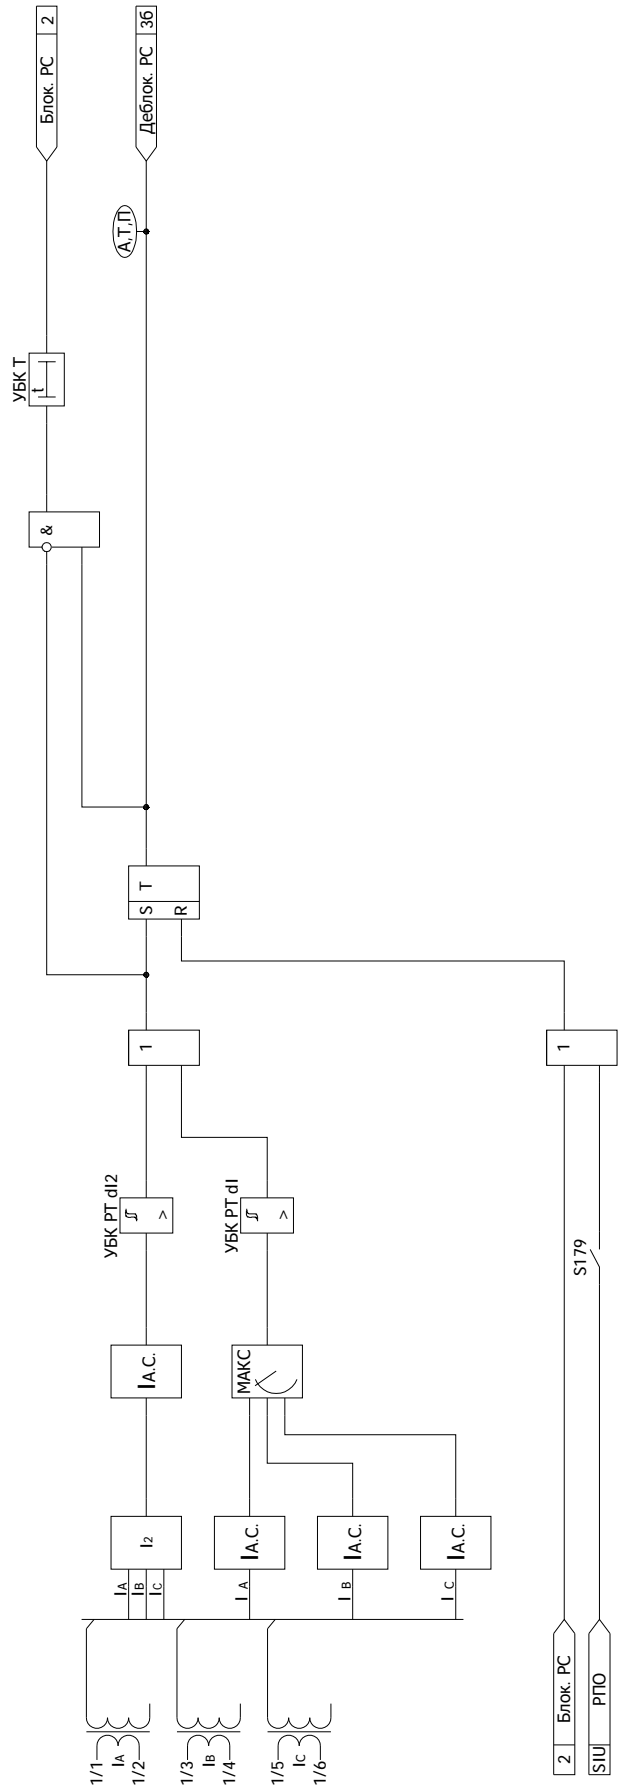 1/1
IA
1/2
1/3
IB
1/4
1/5
IC
1/6
IA
IB
IC
I A
I B
I C
I2
IА.С.
IА.С.
IА.С.
IА.С.
МАКС
УБК РТ dI2
>
УБК РТ dI
>
1
S T
R
&
УБК Т
t
А,Т,П
Блок. РС 2
Деблок. РС 36
2 Блок. РС
SIU РПО
S179
1